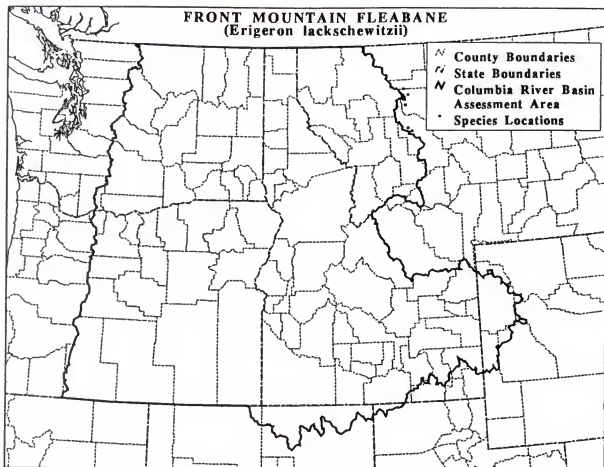 FRONT MOUNTAIN FLEABANE
(Erigeron lackschewitzii)
County Boundaries
State Boundaries
Columbia River Basin
Assessment Area
Species Locations